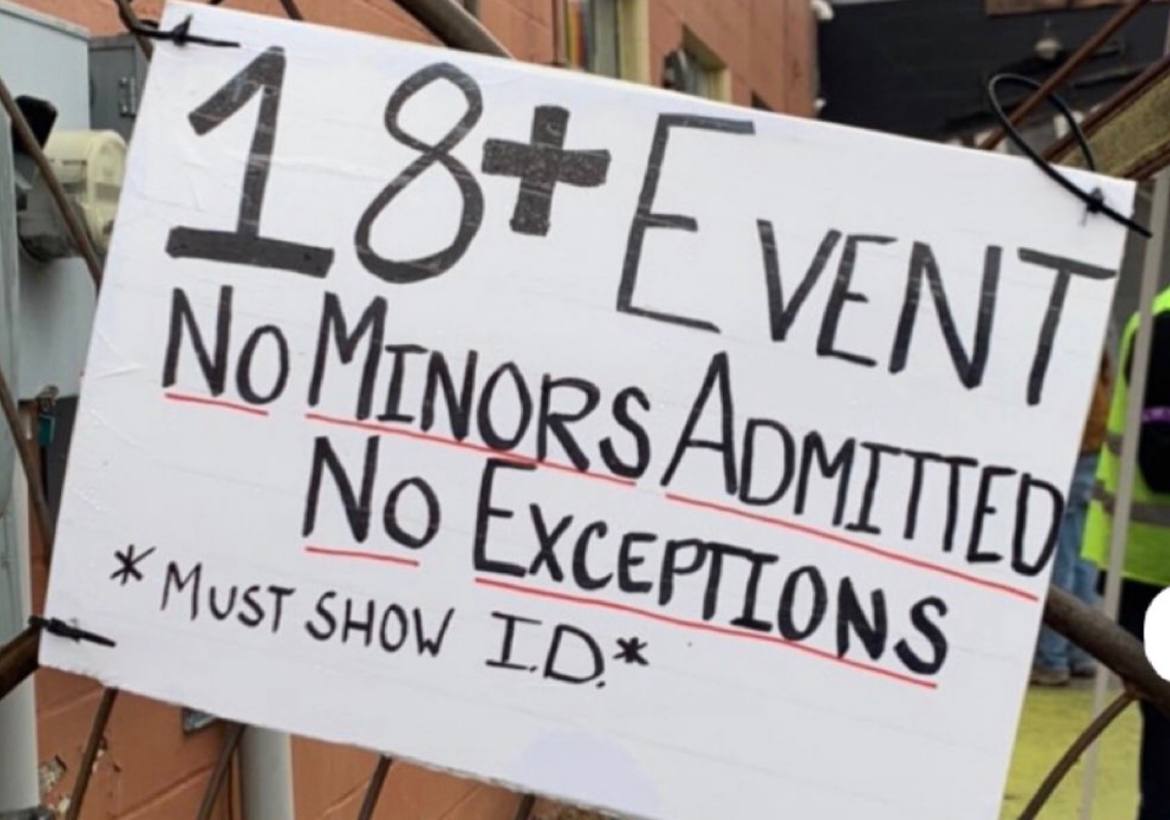 18+ EVENT
NO MINORS ADMITTED
NO EXCEPTIONS
*MUST SHOW I.D.*